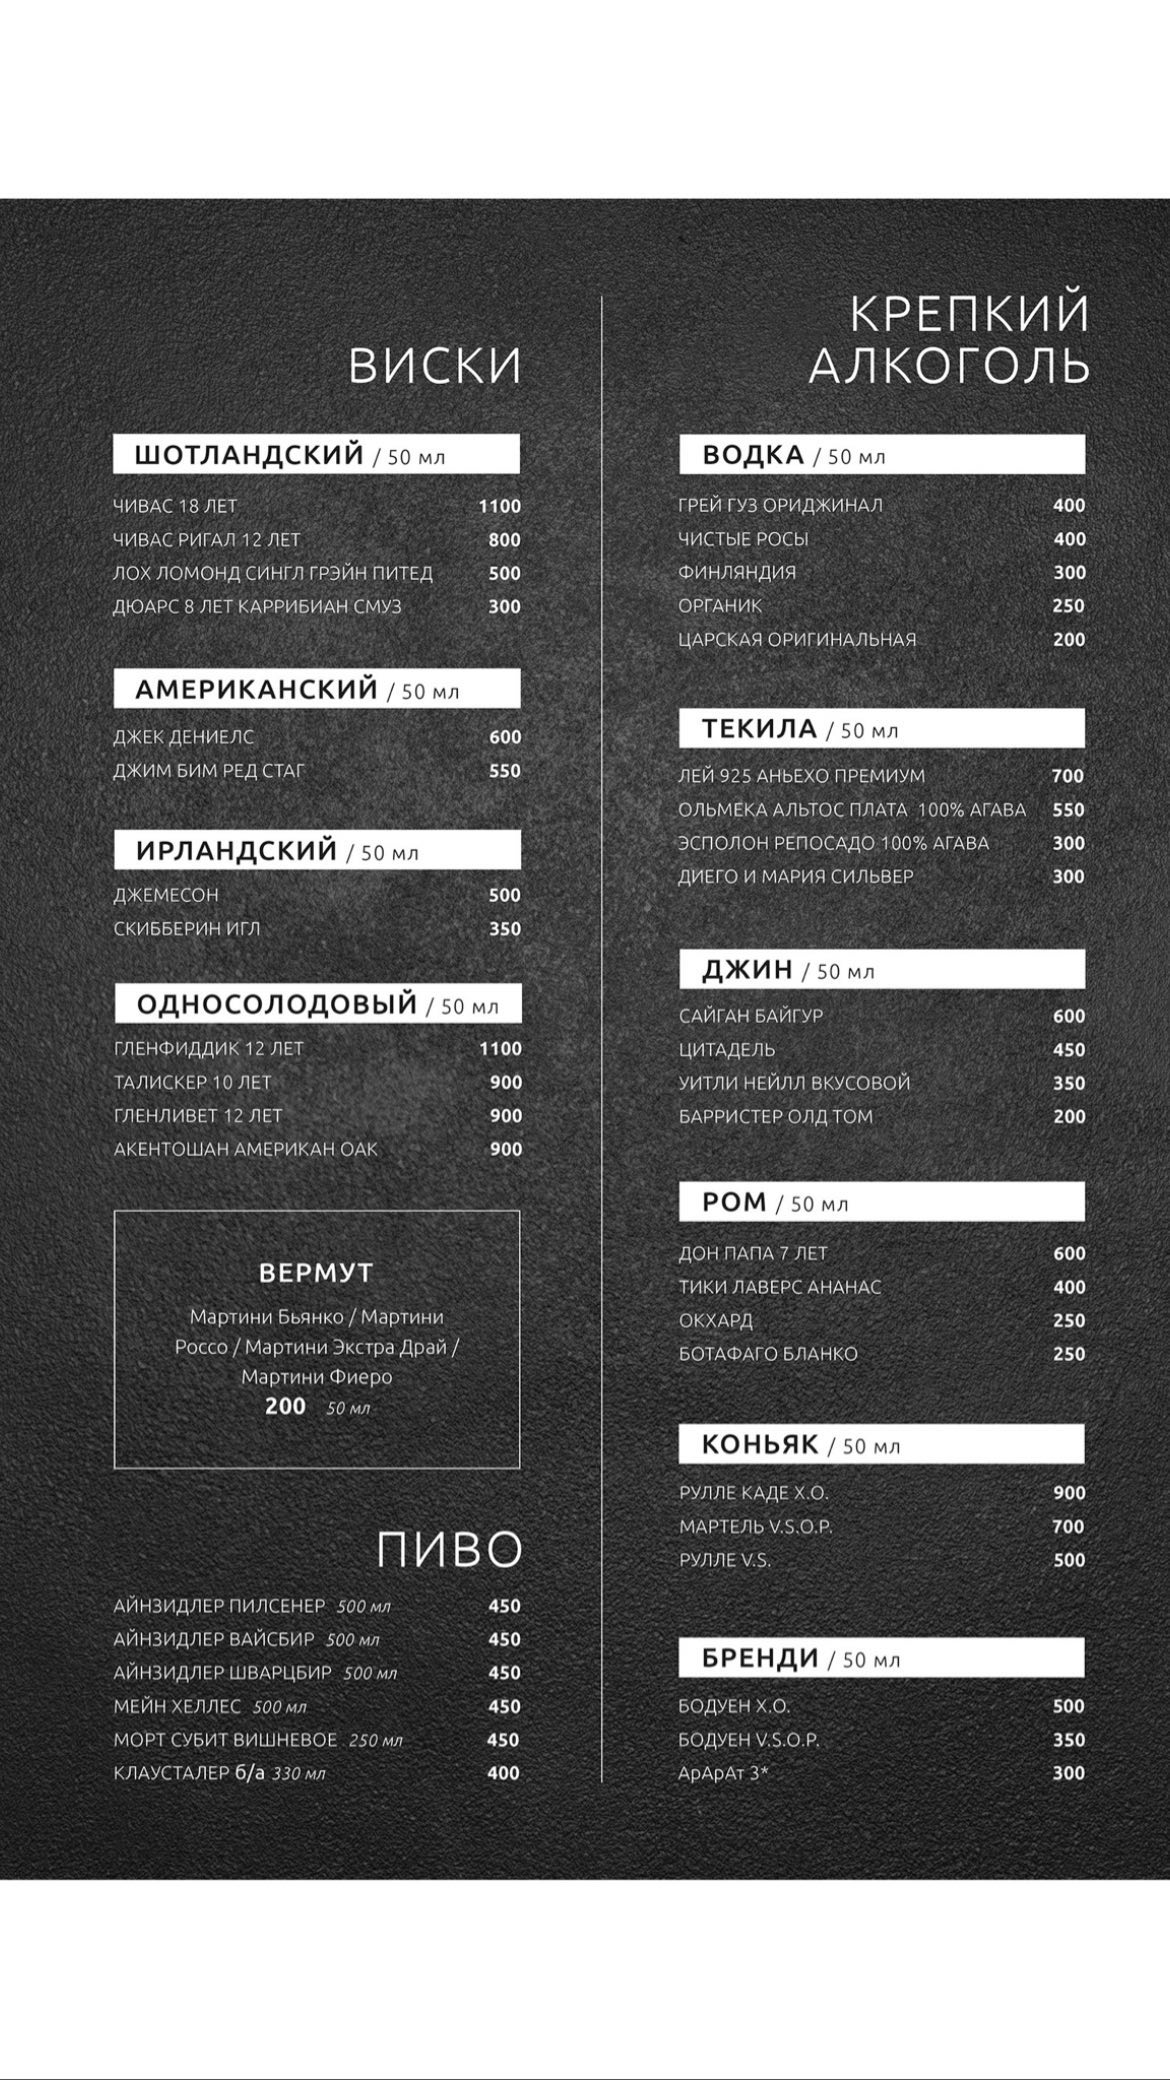 ВИСКИ
ШОТЛАНДСКИЙ / 50 мл
ЧИВАС 18 ЛЕТ 1100
ЧИВАС РИГАЛ 12 ЛЕТ 800
ЛОХ ЛОМОНД СИНГЛ ГРЭЙН ПИТЕД 500
ДЮАРС 8 ЛЕТ КАРРИБИАН СМУЗ 300
АМЕРИКАНСКИЙ / 50 мл
ДЖЕК ДЕНИЕЛС 600
ДЖИМ БИМ РЕД СТАГ 550
ИРЛАНДСКИЙ / 50 мл
ДЖЕМЕСОН 500
СКИББЕРИН ИГЛ 350
ОДНОСОЛОДОВЫЙ / 50 мл
ГЛЕНФИДДИК 12 ЛЕТ 1100
ТАЛИСКЕР 10 ЛЕТ 900
ГЛЕНЛИВЕТ 12 ЛЕТ 900
АКЕНТОШАН АМЕРИКАН ОАК 900
ВЕРМУТ
Мартини Бьянко / Мартини
Россо / Мартини Экстра Драй /
Мартини Фиеро
200 50 мл
ПИВО
АЙНЗИДЛЕР ПИЛСЕНЕР 500 мл 450
АЙНЗИДЛЕР ВАЙСБИР 500 мл 450
АЙНЗИДЛЕР ШВАРЦБИР 500 мл 450
МЕЙН ХЕЛЛЕС 500 мл 450
МОРТ СУБИТ ВИШНЕВОЕ 250 мл 450
КЛАУСТАЛЕР б/а 330 мл 400
КРЕПКИЙ
АЛКОГОЛЬ
ВОДКА / 50 мл
ГРЕЙ ГУЗ ОРИДЖИНАЛ 400
ЧИСТЫЕ РОСЫ 400
ФИНЛЯНДИЯ 300
ОРГАНИК 250
ЦАРСКАЯ ОРИГИНАЛЬНАЯ 200
ТЕКИЛА / 50 мл
ЛЕЙ 925 АНЬЕХО ПРЕМИУМ 700
ОЛЬМЕКА АЛЬТОС ПЛАТА 100% АГАВА 550
ЭСПОЛОН РЕПОСАДО 100% АГАВА 300
ДИЕГО И МАРИЯ СИЛЬВЕР 300
ДЖИН / 50 мл
САЙГАН БАЙГУР 600
ЦИТАДЕЛЬ 450
УИТЛИ НЕЙЛЛ ВКУСОВОЙ 350
БАРРИСТЕР ОЛД ТОМ 200
РОМ / 50 мл
ДОН ПАПА 7 ЛЕТ 600
ТИКИ ЛАВЕРС АНАНАС 400
ОКХАРД 250
БОТАФАГО БЛАНКО 250
КОНЬЯК / 50 мл
РУЛЛЕ КАДЕ X.O. 900
МАРТЕЛЬ V.S.O.P. 700
РУЛЛЕ V.S. 500
БРЕНДИ / 50 мл
БОДУЕН X.O. 500
БОДУЕН V.S.O.P. 350
АрАрАт 3* 300